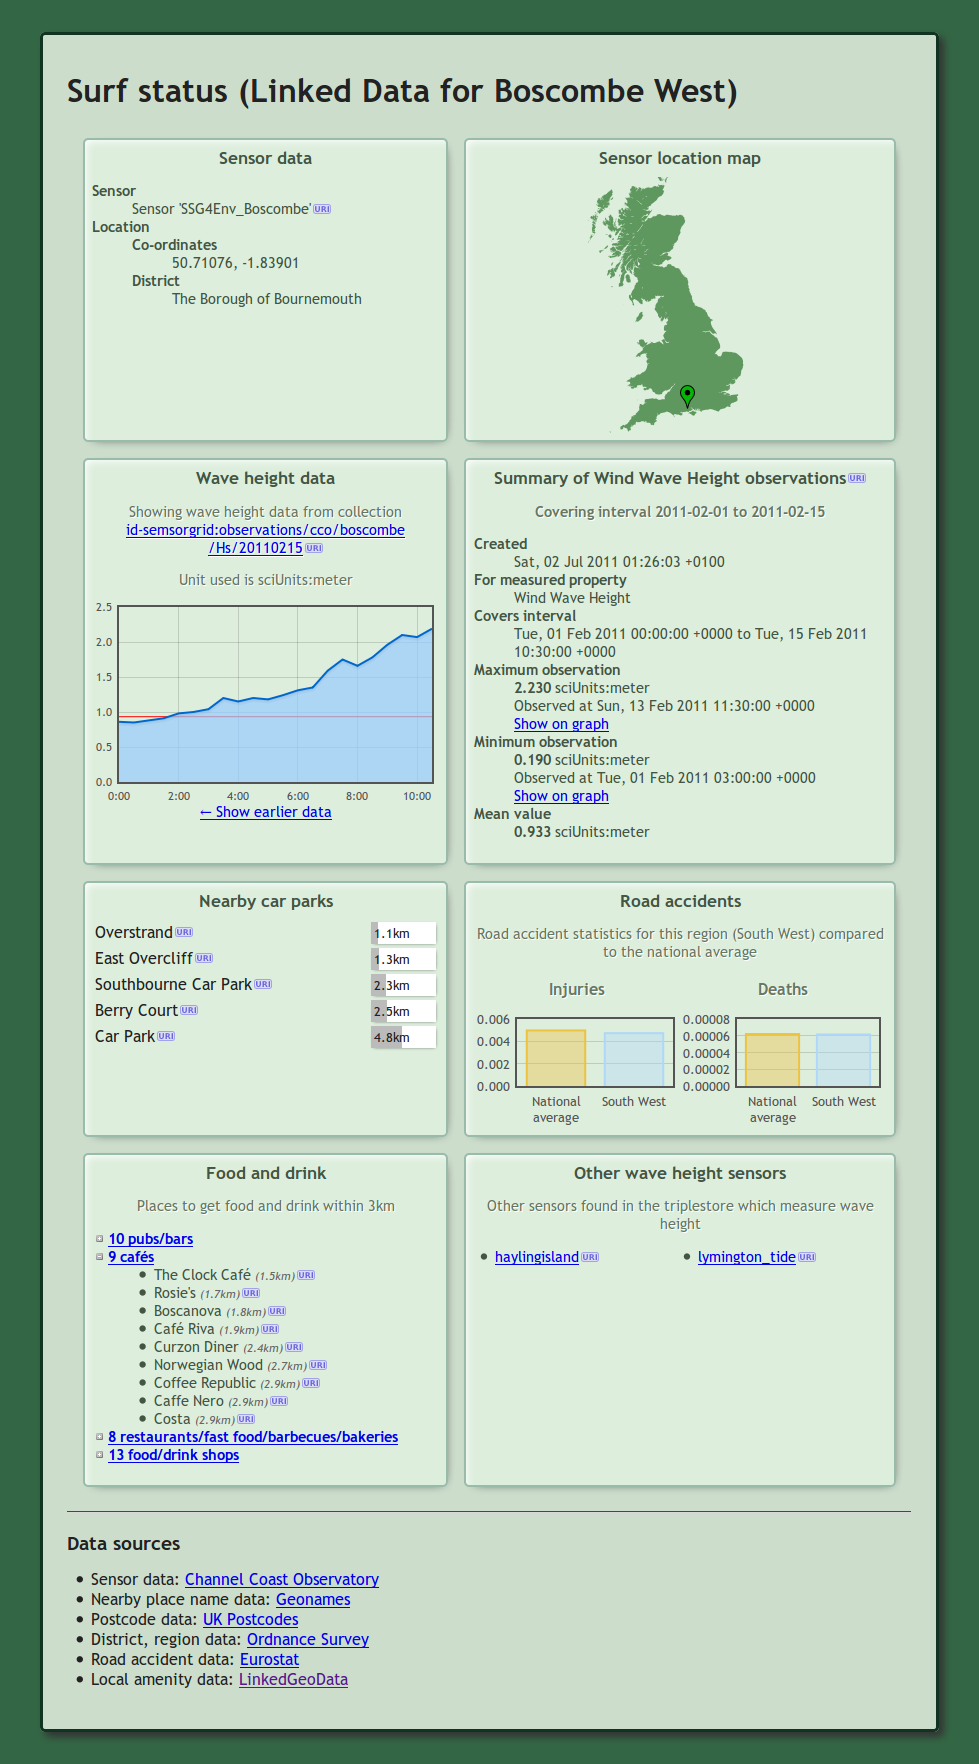 Surf status (Linked Data for Boscombe West)
Sensor data
Sensor
Sensor 'SSG4Env_Boscombe' URI
Location
Co-ordinates
50.71076, -1.83901
District
The Borough of Bournemouth
Sensor location map
Wave height data
Showing wave height data from collection
id-semsorgrid:observations/cco/boscombe
/Hs/20110215 URI
Unit used is sciUnits:meter
2.5
2.0
1.5
1.0
0.5
0.0
0:00 2:00 4:00 6:00 8:00 10:00
← Show earlier data
Summary of Wind Wave Height observations URI
Covering interval 2011-02-01 to 2011-02-15
Created
Sat, 02 Jul 2011 01:26:03 +0100
For measured property
Wind Wave Height
Covers interval
Tue, 01 Feb 2011 00:00:00 +0000 to Tue, 15 Feb 2011
10:30:00 +0000
Maximum observation
2.230 sciUnits:meter
Observed at Sun, 13 Feb 2011 11:30:00 +0000
Show on graph
Minimum observation
0.190 sciUnits:meter
Observed at Tue, 01 Feb 2011 03:00:00 +0000
Show on graph
Mean value
0.933 sciUnits:meter
Nearby car parks
Overstrand URI 1.1km
East Overcliff URI 1.3km
Southbourne Car Park URI 2.3km
Berry Court URI 2.5km
Car Park URI 4.8km
Road accidents
Road accident statistics for this region (South West) compared
to the national average
Injuries
0.006
0.004
0.002
0.000
National South West
average
Deaths
0.00008
0.00006
0.00004
0.00002
0.00000
National South West
average
Food and drink
Places to get food and drink within 3km
10 pubs/bars
9 cafés
The Clock Café (1.5km) URI
Rosie's (1.7km) URI
Boscanova (1.8km) URI
Café Riva (1.9km) URI
Curzon Diner (2.4km) URI
Norwegian Wood (2.7km) URI
Coffee Republic (2.9km) URI
Caffe Nero (2.9km) URI
Costa (2.9km) URI
8 restaurants/fast food/barbecues/bakeries
13 food/drink shops
Other wave height sensors
Other sensors found in the triplestore which measure wave
height
haylingisland URI
lymington_tide URI
Data sources
Sensor data: Channel Coast Observatory
Nearby place name data: Geonames
Postcode data: UK Postcodes
District, region data: Ordnance Survey
Road accident data: Eurostat
Local amenity data: LinkedGeoData